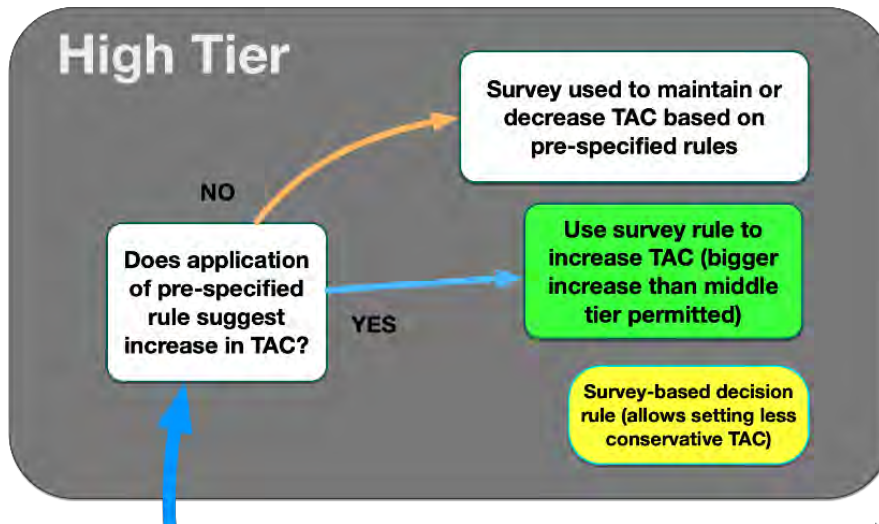 High Tier
Survey used to maintain or
decrease TAC based on
pre-specified rules
NO
Does application
of pre-specified
rule suggest
increase in TAC?
YES
Use survey rule to
increase TAC (bigger
increase than middle
tier permitted)
Survey-based decision
rule (allows setting less
conservative TAC)